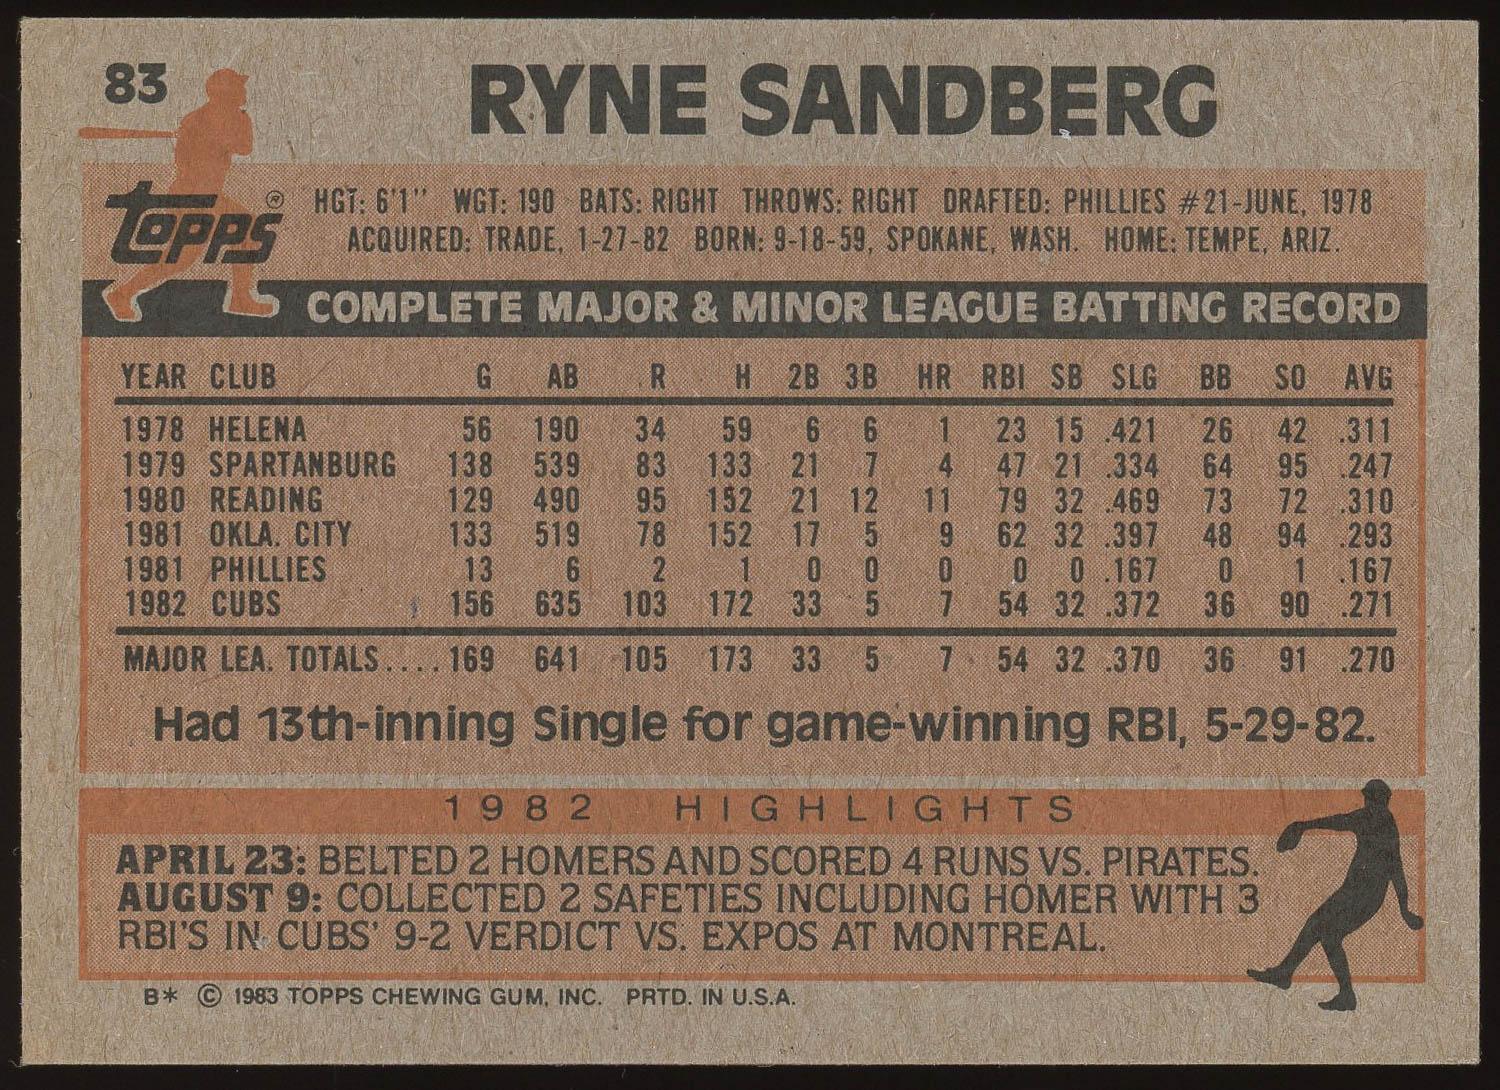 83
RYNE SANDBERG
TOPPS ®
HGT: 6'1" WGT: 190 BATS: RIGHT THROWS: RIGHT DRAFTED: PHILLIES #21-JUNE, 1978
ACQUIRED: TRADE, 1-27-82 BORN: 9-18-59, SPOKANE, WASH. HOME: TEMPE, ARIZ.
COMPLETE MAJOR & MINOR LEAGUE BATTING RECORD
YEAR CLUB G AB R H 2B 3B HR RBI SB SLG BB SO AVG
1978 HELENA 56 190 34 59 6 6 1 23 15 .421 26 42 .311
1979 SPARTANBURG 138 539 83 133 21 7 4 47 21 .334 64 95 .247
1980 READING 129 490 95 152 21 12 11 79 32 .469 73 72 .310
1981 OKLA. CITY 133 519 78 152 17 5 9 62 32 .397 48 94 .293
1981 PHILLIES 13 6 2 1 0 0 0 0 0 .167 0 1 .167
1982 CUBS 156 635 103 172 33 5 7 54 32 .372 36 90 .271
MAJOR LEA. TOTALS.... 169 641 105 173 33 5 7 54 32 .370 36 91 .270
Had 13th-inning Single for game-winning RBI, 5-29-82.
1982 HIGHLIGHTS
APRIL 23: BELTED 2 HOMERS AND SCORED 4 RUNS VS. PIRATES.
AUGUST 9: COLLECTED 2 SAFETIES INCLUDING HOMER WITH 3
RBI'S IN CUBS' 9-2 VERDICT VS. EXPOS AT MONTREAL.
B* © 1983 TOPPS CHEWING GUM, INC. PRTD. IN U.S.A.